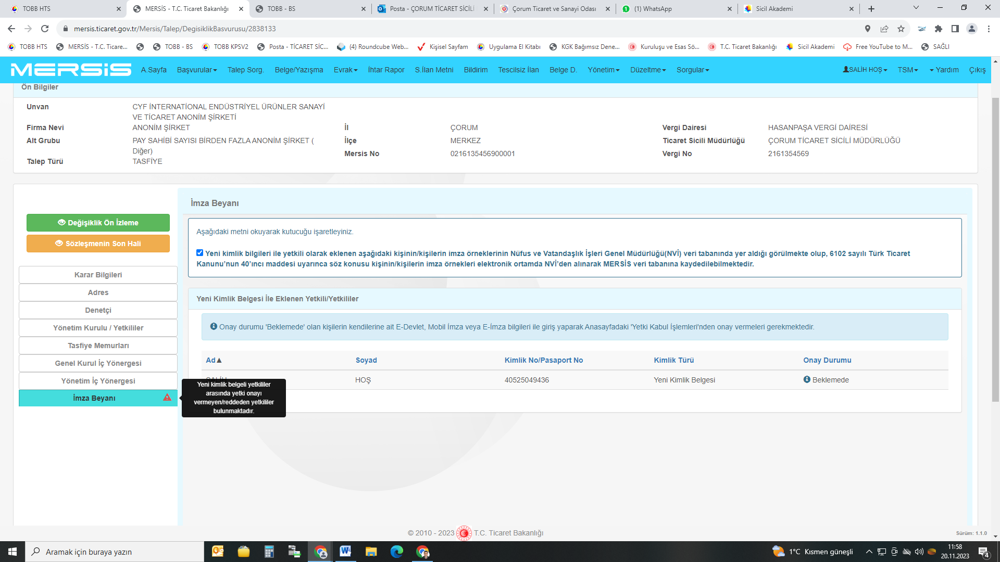 TOBB HTS
MERSİS - T.C. Ticaret Bakanlığı
TOBB - BS
Posta - ÇORUM TİCARET SİCİLİ
Çorum Ticaret ve Sanayi Odası
(1) WhatsApp
Sicil Akademi
mersis.ticaret.gov.tr/Mersis/Talep/DegisiklikBasvurusu/2838133
TOBB HTS
MERSİS - T.C. Ticare...
TOBB - BS
TOBB KPSV2
Posta - TİCARET SİC...
(4) Roundcube Web...
Kişisel Sayfam
Uygulama El Kitabı
KGK Bağımsız Dene...
Kuruluşu ve Esas Sö...
T.C. Ticaret Bakanlığı
Sicil Akademi
Free YouTube to M...
SAĞLI
MERSİS
A.Sayfa
Başvurular
Talep Sorg.
Belge/Yazışma
Evrak
İhtar Rapor
S.İlan Metni
Bildirim
Tescilsiz İlan
Belge D.
Yönetim
Düzeltme
Sorgular
SALİH HOŞ
TSM
Yardım
Çıkış
Ön Bilgiler
Unvan CYF İNTERNATİONAL ENDÜSTRİYEL ÜRÜNLER SANAYİ
VE TİCARET ANONİM ŞİRKETİ
Firma Nevi ANONİM ŞİRKET İl ÇORUM Vergi Dairesi HASANPAŞA VERGİ DAİRESİ
Alt Grubu PAY SAHİBİ SAYISI BİRDEN FAZLA ANONİM ŞİRKET ( İlçe MERKEZ Ticaret Sicili Müdürlüğü ÇORUM TİCARET SİCİLİ MÜDÜRLÜĞÜ
Diğer) Mersis No 0216135456900001 Vergi No 2161354569
Talep Türü TASFİYE
İmza Beyanı
Değişiklik Ön İzleme
Sözleşmenin Son Hali
Karar Bilgileri
Adres
Denetçi
Yönetim Kurulu / Yetkililer
Tasfiye Memurları
Genel Kurul İç Yönergesi
Yönetim İç Yönergesi
İmza Beyanı
Aşağıdaki metni okuyarak kutucuğu işaretleyiniz.
Yeni kimlik bilgileri ile yetkili olarak eklenen aşağıdaki kişinin/kişilerin imza örneklerinin Nüfus ve Vatandaşlık İşleri Genel Müdürlüğü(NVİ) veri tabanında yer aldığı görülmekte olup, 6102 sayılı Türk Ticaret
Kanunu'nun 40'ıncı maddesi uyarınca söz konusu kişinin/kişilerin imza örnekleri elektronik ortamda NVİ'den alınarak MERSİS veri tabanına kaydedilebilmektedir.
Yeni Kimlik Belgesi İle Eklenen Yetkili/Yetkililer
Onay durumu 'Beklemede' olan kişilerin kendilerine ait E-Devlet, Mobil İmza veya E-İmza bilgileri ile giriş yaparak Anasayfadaki 'Yetki Kabul İşlemleri'nden onay vermeleri gerekmektedir.
Ad Soyad Kimlik No/Pasaport No Kimlik Türü Onay Durumu
SALİH HOŞ 40525049436 Yeni Kimlik Belgesi Beklemede
Yeni kimlik belgeli yetkililer
arasında yetki onayı
vermeyen/reddeden yetkililer
bulunmaktadır.
© 2010 - 2023 T.C. Ticaret Bakanlığı
Sürüm: 1.1.0
Aramak için buraya yazın
1°C Kısmen güneşli
11:58
20.11.2023
4